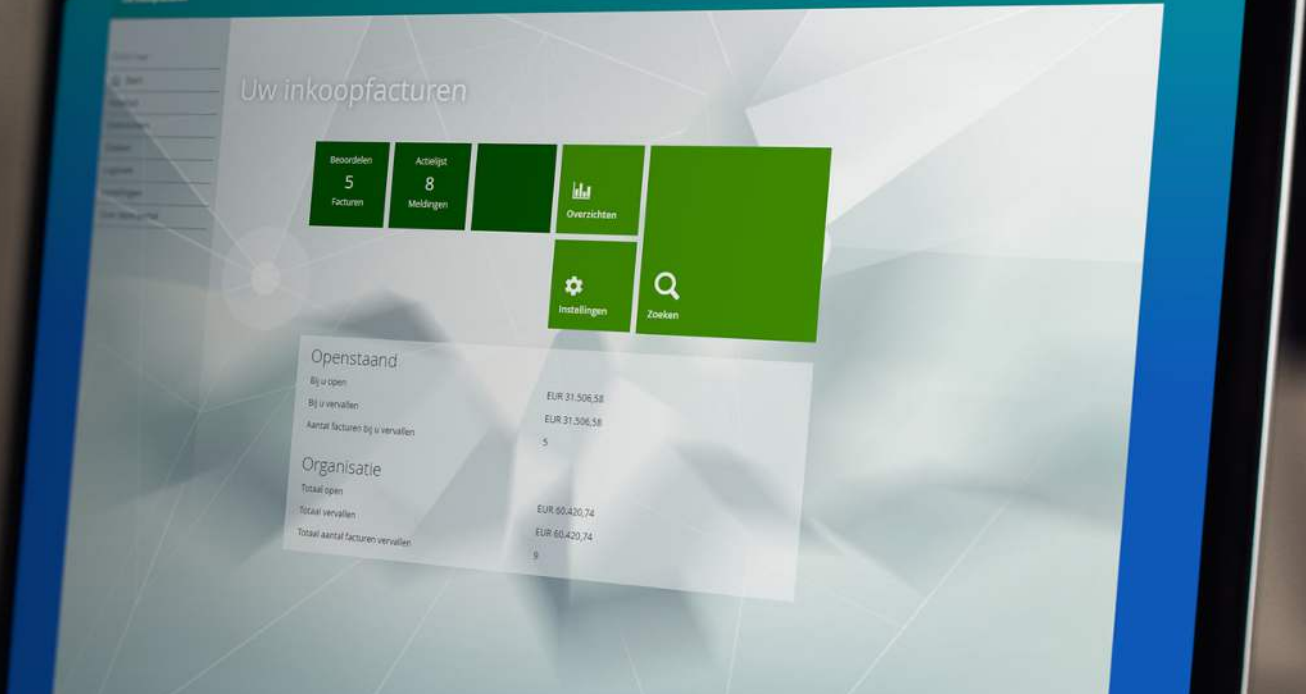 Start
Instellingen
Uw inkoopfacturen
Beoordelen
5
Facturen
Actielijst
8
Meldingen
Overzichten
Instellingen
Zoeken
Openstaand
Bij u open EUR 31.506,58
Bij u vervallen EUR 31.506,58
Aantal facturen bij u vervallen 5
Organisatie
Totaal open EUR 60.420,74
Totaal vervallen EUR 60.420,74
Totaal aantal facturen vervallen 9